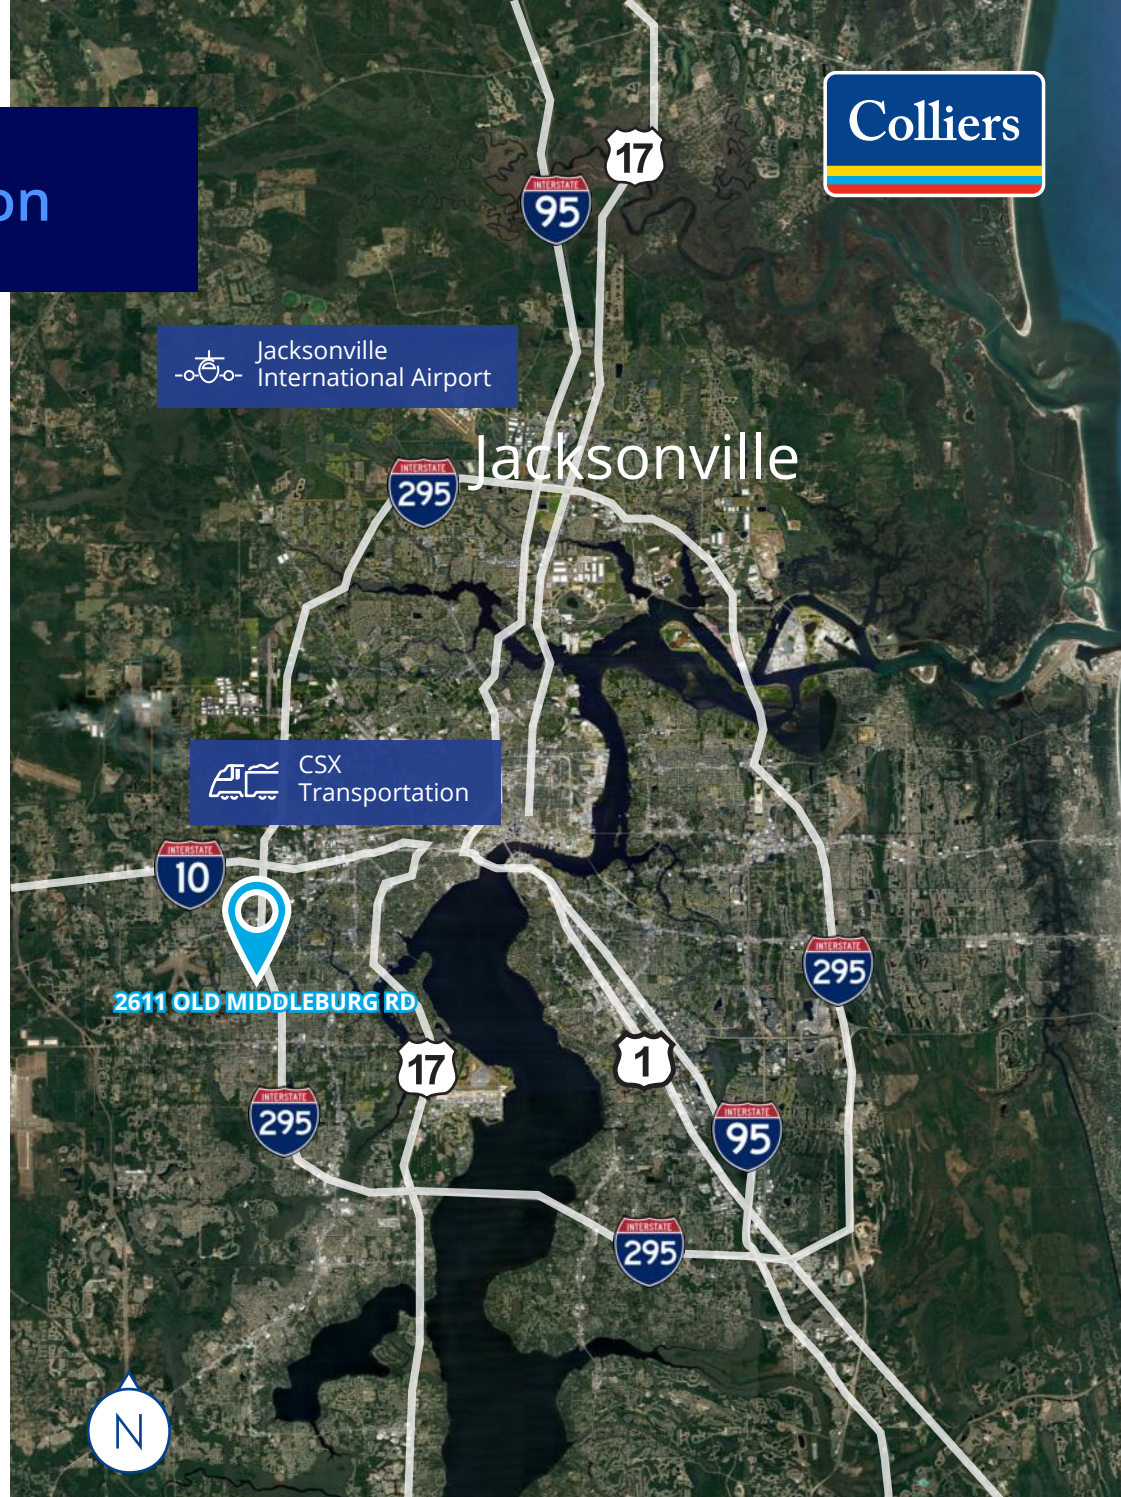 Colliers
17
INTERSTATE
95
on
Jacksonville
International Airport
Jacksonville
INTERSTATE
295
CSX
Transportation
INTERSTATE
10
INTERSTATE
295
2611 OLD MIDDLEBURG RD
17
1
INTERSTATE
295
INTERSTATE
95
INTERSTATE
295
N